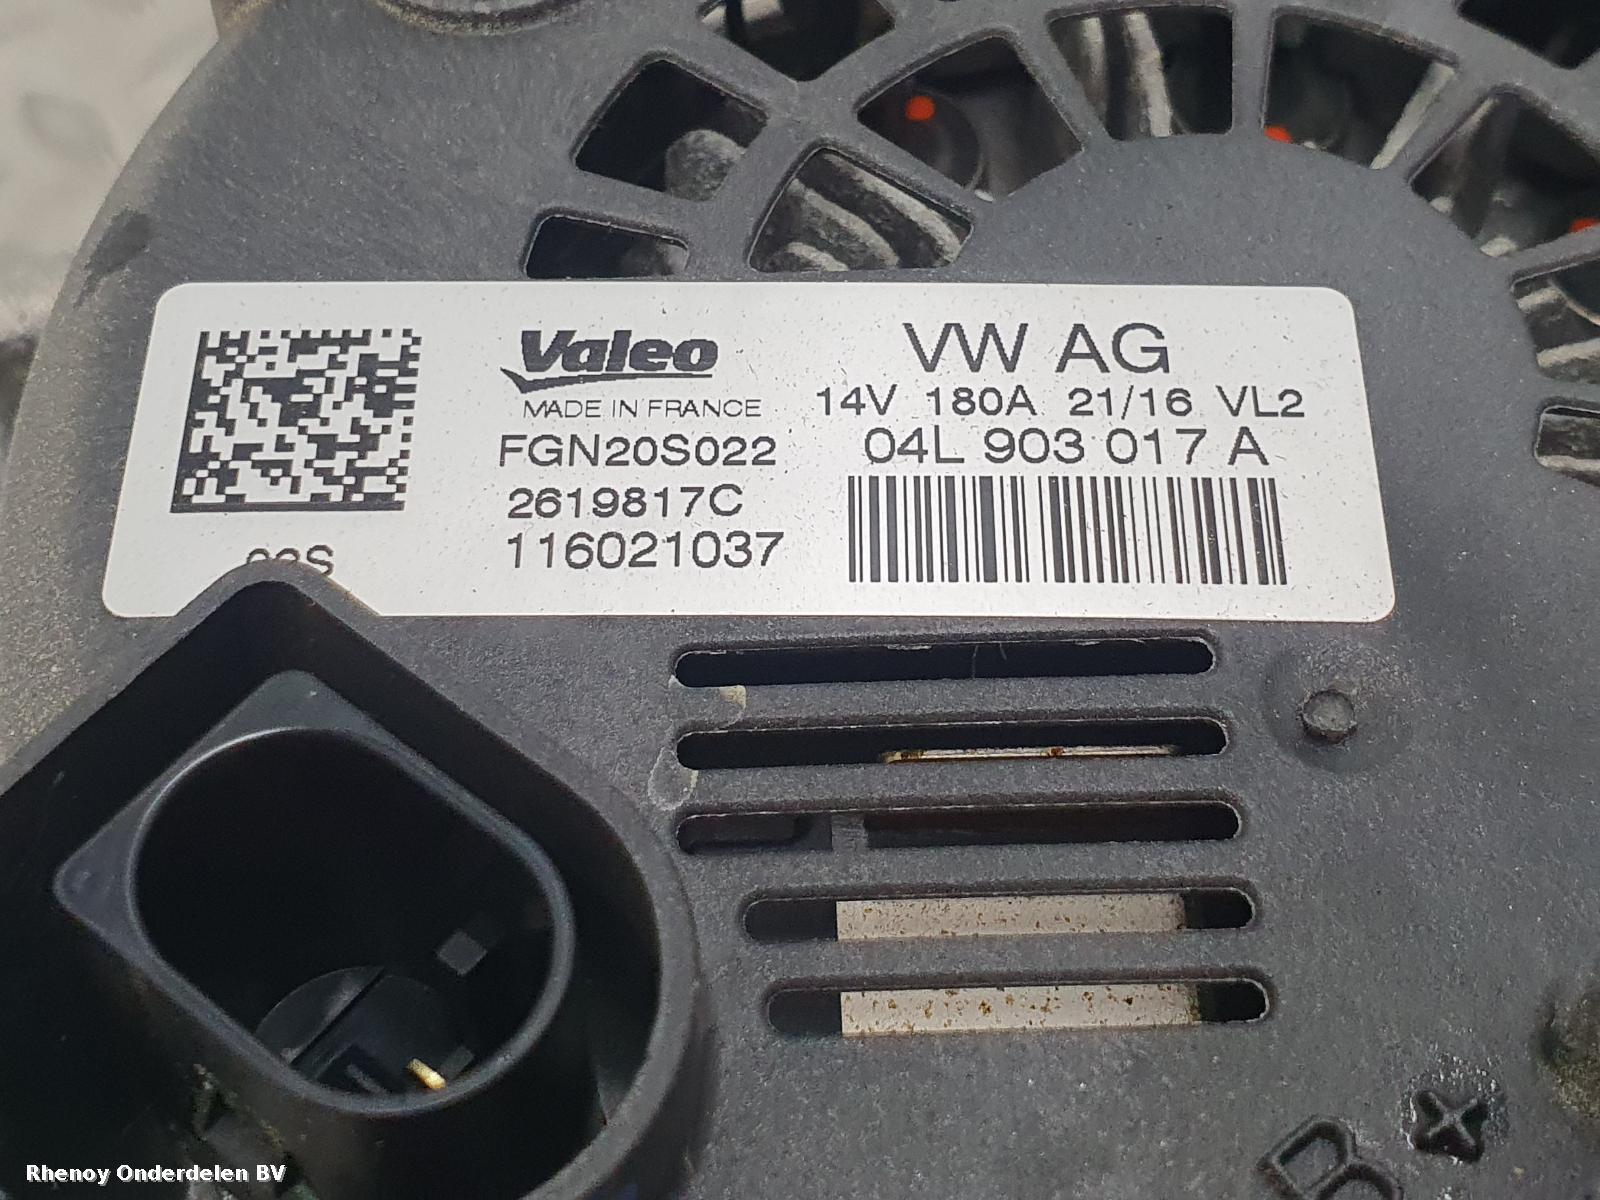 Valeo
MADE IN FRANCE
FGN20S022
2619817C
116021037
VW AG
14V 180A 21/16 VL2
04L 903 017 A
B +
Rhenoy Onderdelen BV